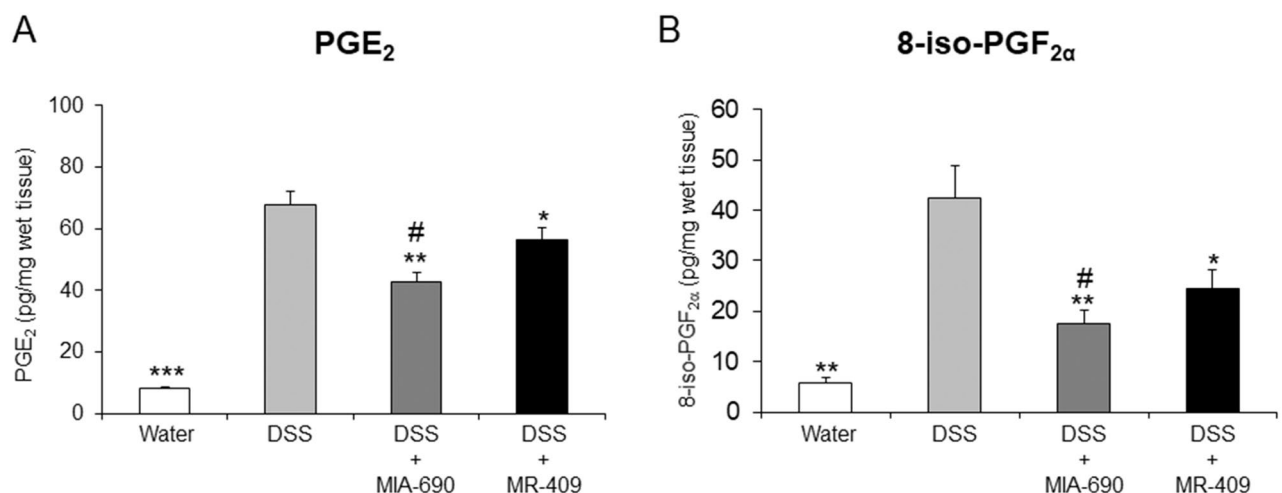 A
PGE₂
PGE₂ (pg/mg wet tissue)
100
80
60
40
20
0
***
#
**
*
Water
DSS
DSS
+
MIA-690
DSS
+
MR-409
B
8-iso-PGF₂α
8-iso-PGF₂α (pg/mg wet tissue)
60
50
40
30
20
10
0
**
#
**
*
Water
DSS
DSS
+
MIA-690
DSS
+
MR-409